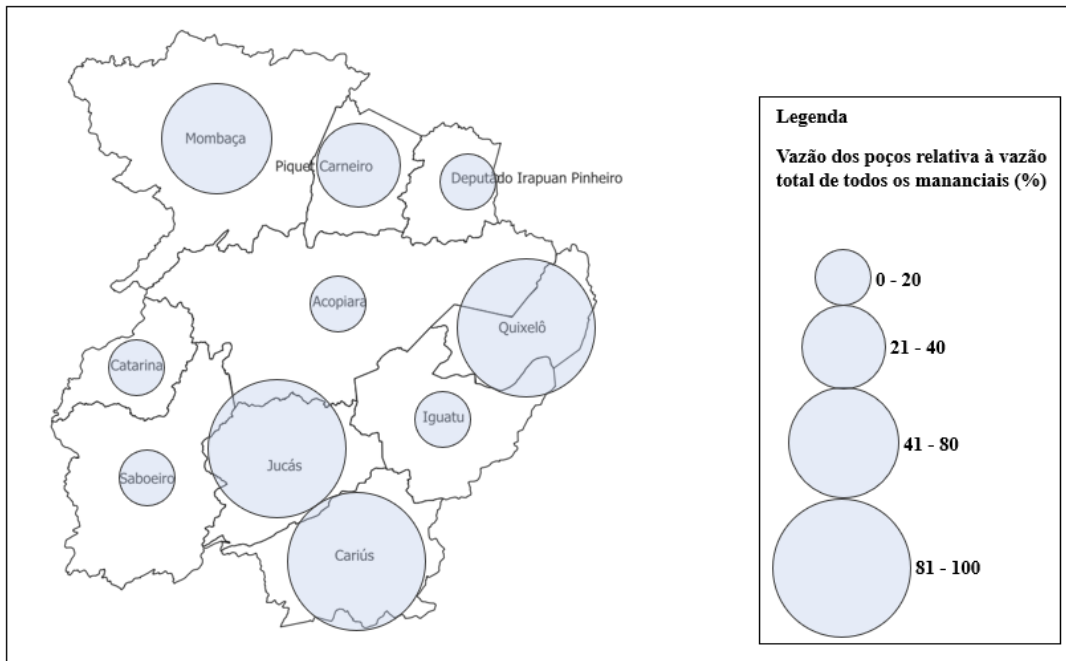 Mombaça
Piquet Carneiro
Deputado Irapuan Pinheiro
Acopiara
Quixelô
Catarina
Iguatu
Jucás
Saboeiro
Cariús
Legenda
Vazão dos poços relativa à vazão
total de todos os mananciais (%)
0 - 20
21 - 40
41 - 80
81 - 100